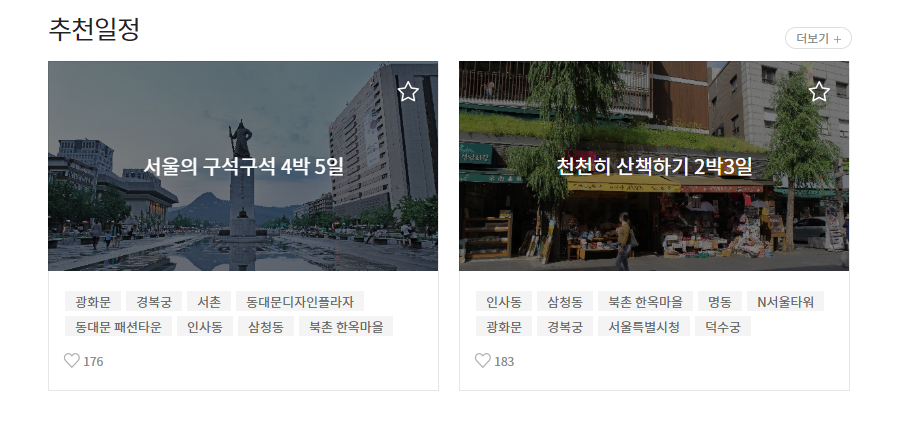 추천일정
더보기 +
서울의 구석구석 4박 5일
광화문 경복궁 서촌 동대문디자인플라자
동대문 패션타운 인사동 삼청동 북촌 한옥마을
176
천천히 산책하기 2박3일
인사동 삼청동 북촌 한옥마을 명동 N서울타워
광화문 경복궁 서울특별시청 덕수궁
183